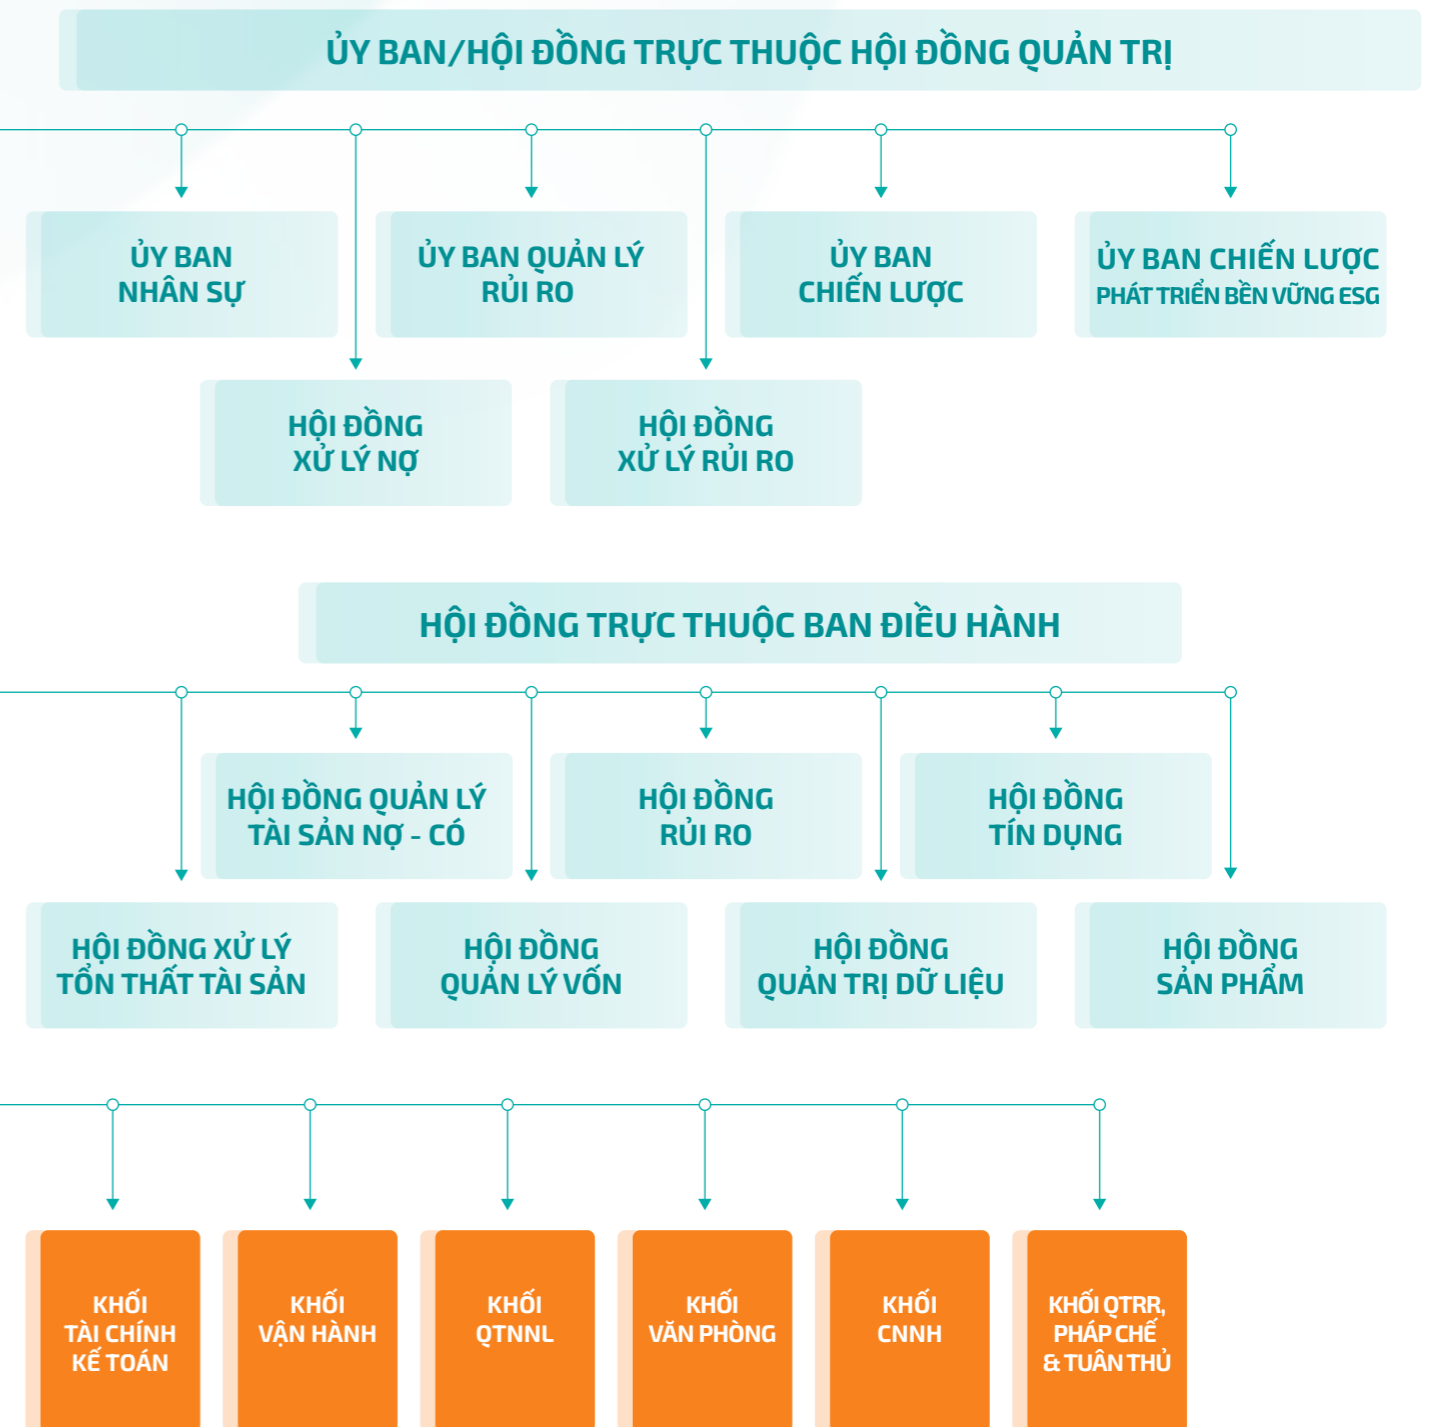 ỦY BAN/HỘI ĐỒNG TRỰC THUỘC HỘI ĐỒNG QUẢN TRỊ
ỦY BAN
NHÂN SỰ
ỦY BAN QUẢN LÝ
RỦI RO
ỦY BAN
CHIẾN LƯỢC
ỦY BAN CHIẾN LƯỢC
PHÁT TRIỂN BỀN VỮNG ESG
HỘI ĐỒNG
XỬ LÝ NỢ
HỘI ĐỒNG
XỬ LÝ RỦI RO
HỘI ĐỒNG TRỰC THUỘC BAN ĐIỀU HÀNH
HỘI ĐỒNG QUẢN LÝ
TÀI SẢN NỢ - CÓ
HỘI ĐỒNG
RỦI RO
HỘI ĐỒNG
TÍN DỤNG
HỘI ĐỒNG XỬ LÝ
TỔN THẤT TÀI SẢN
HỘI ĐỒNG
QUẢN LÝ VỐN
HỘI ĐỒNG
QUẢN TRỊ DỮ LIỆU
HỘI ĐỒNG
SẢN PHẨM
KHỐI
TÀI CHÍNH
KẾ TOÁN
KHỐI
VẬN HÀNH
KHỐI
QTNNL
KHỐI
VĂN PHÒNG
KHỐI
CNNH
KHỐI QTRR,
PHÁP CHẾ
& TUÂN THỦ